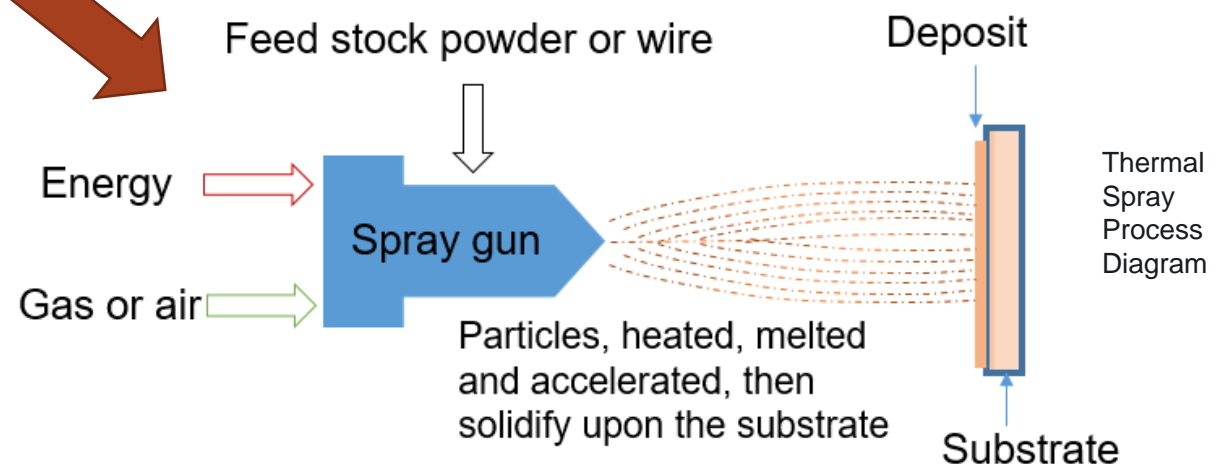 Feed stock powder or wire
Deposit
Energy
Spray gun
Gas or air
Thermal
Spray
Process
Diagram
Particles, heated, melted
and accelerated, then
solidify upon the substrate
Substrate